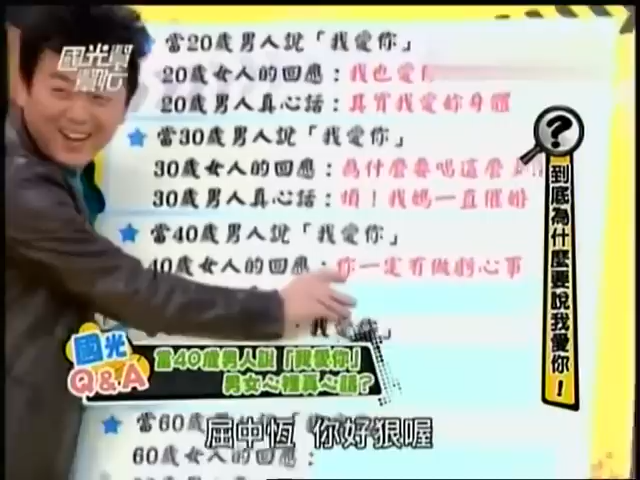 國光幫幫忙
當20歲男人說「我愛你」
20歲女人的回應：我也愛
20歲男人真心話：其實我愛妳身體
當30歲男人說「我愛你」
30歲女人的回應：為什麼要喝這麼
30歲男人真心話：煩！我媽一直催婚
當40歲男人說「我愛你」
40歲女人的回應：你一定有做虧心事
我愛
當60歲
60歲女人的回應：
?
到底為什麼要說我愛你！
國光
Q&A
當40歲男人說「我愛你」
男女心裡真心話?
屈中恆 你好狠喔